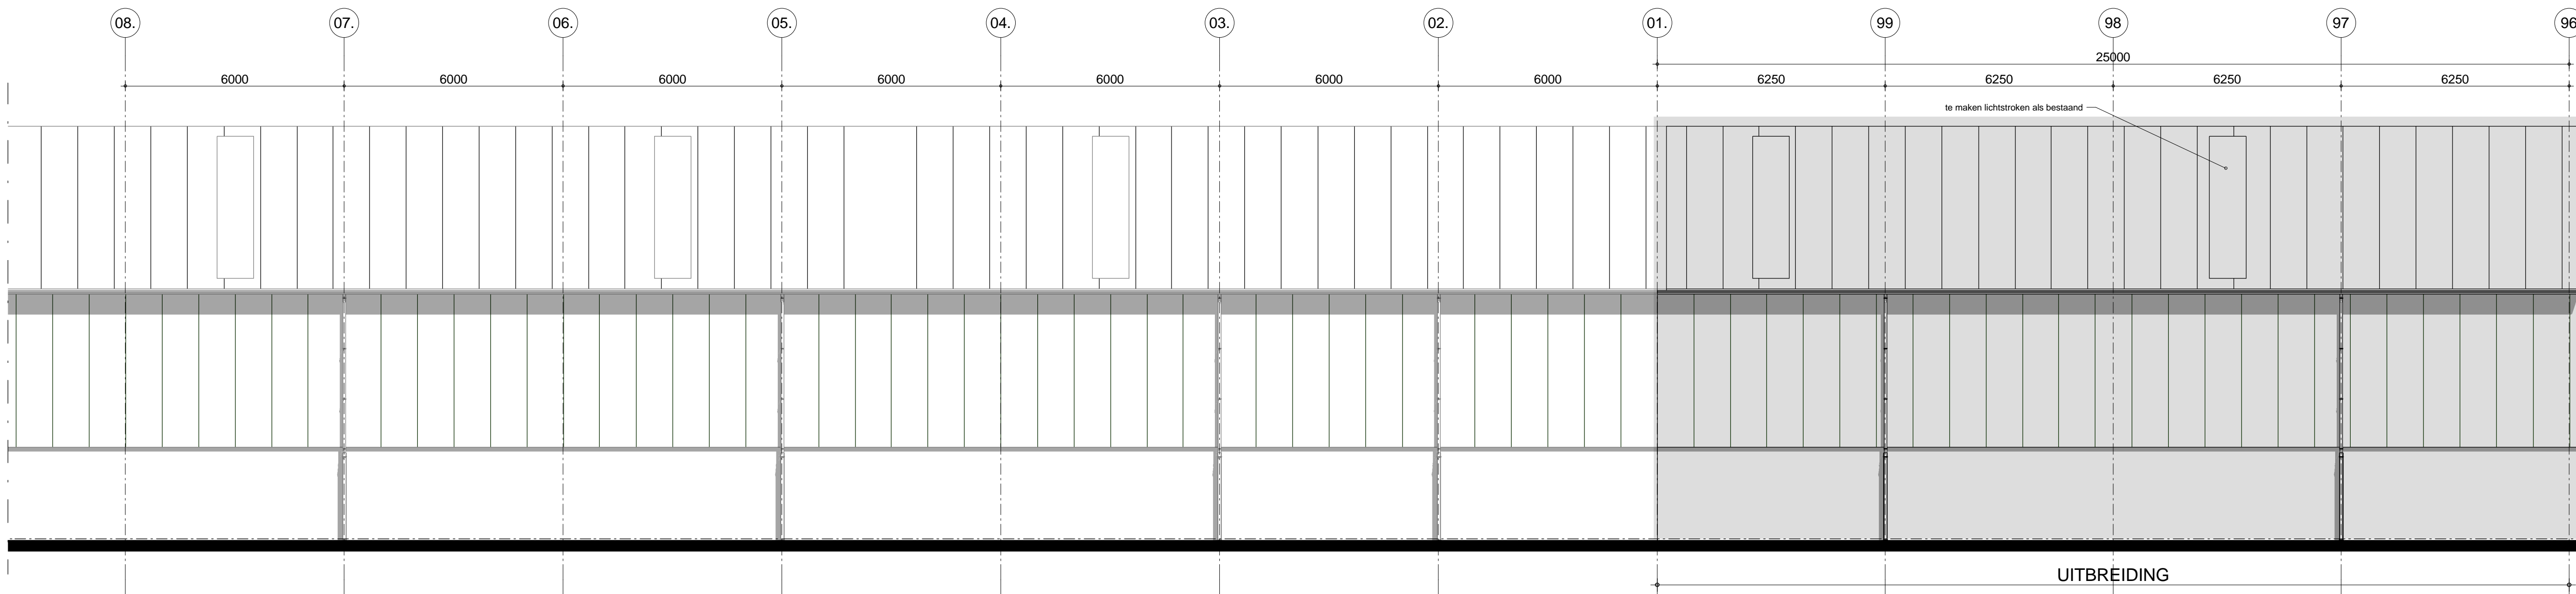 08. 07. 06. 05. 04. 03. 02. 01. 99 98 97 96
25000
6000 6000 6000 6000 6000 6000 6000 6250 6250 6250 6250
te maken lichtstroken als bestaand
UITBREIDING